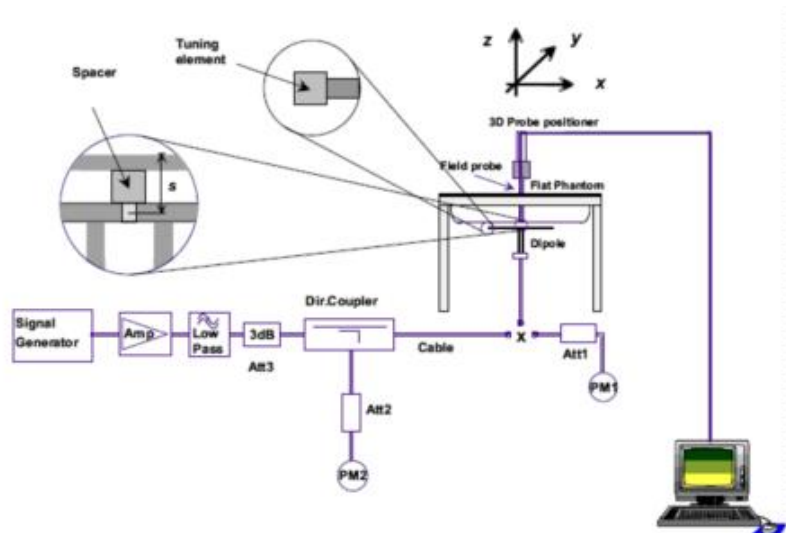 Tuning
element
Spacer
z
y
x
s
3D Probe positioner
Field probe
Flat Phantom
Dipole
Dir.Coupler
Signal
Generator
Amp
Low
Pass
3dB
Cable
x
Att3
Att1
PM1
Att2
PM2